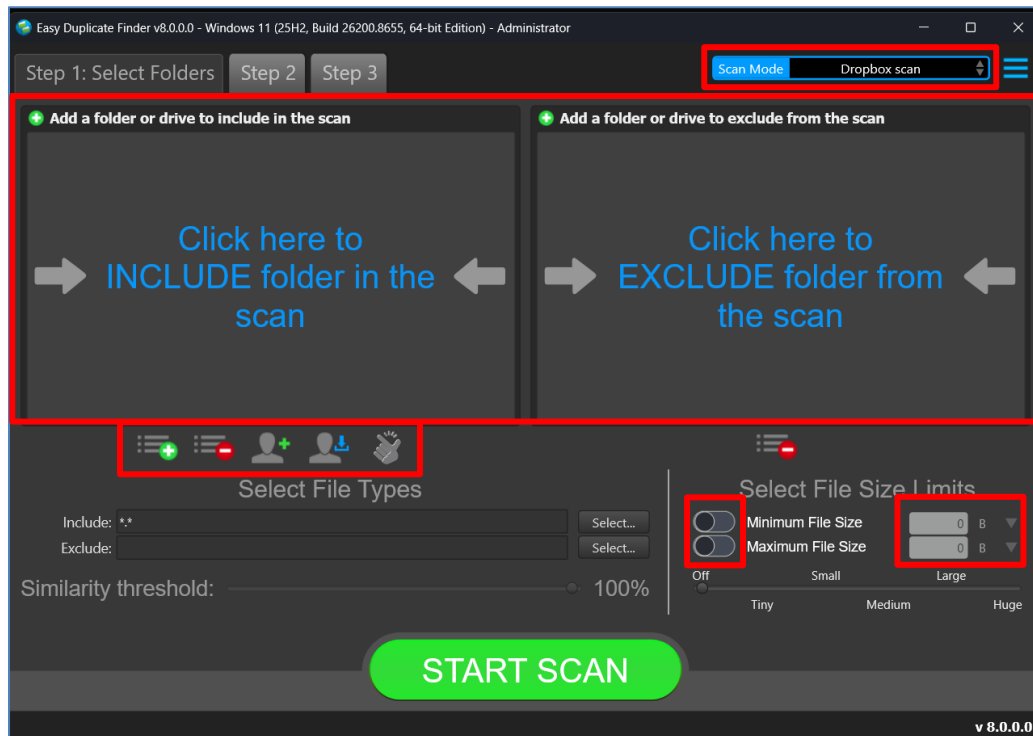 Easy Duplicate Finder v8.0.0.0 - Windows 11 (25H2, Build 26200.8655, 64-bit Edition) - Administrator
Step 1: Select Folders Step 2 Step 3 Scan Mode Dropbox scan
Add a folder or drive to include in the scan
Click here to
INCLUDE folder in the
scan
Add a folder or drive to exclude from the scan
Click here to
EXCLUDE folder from
the scan
Select File Types
Include: *.* Select...
Exclude: Select...
Similarity threshold: 100%
Select File Size Limits
Minimum File Size 0 B
Maximum File Size 0 B
Off Small Large
Tiny Medium Huge
START SCAN
v 8.0.0.0